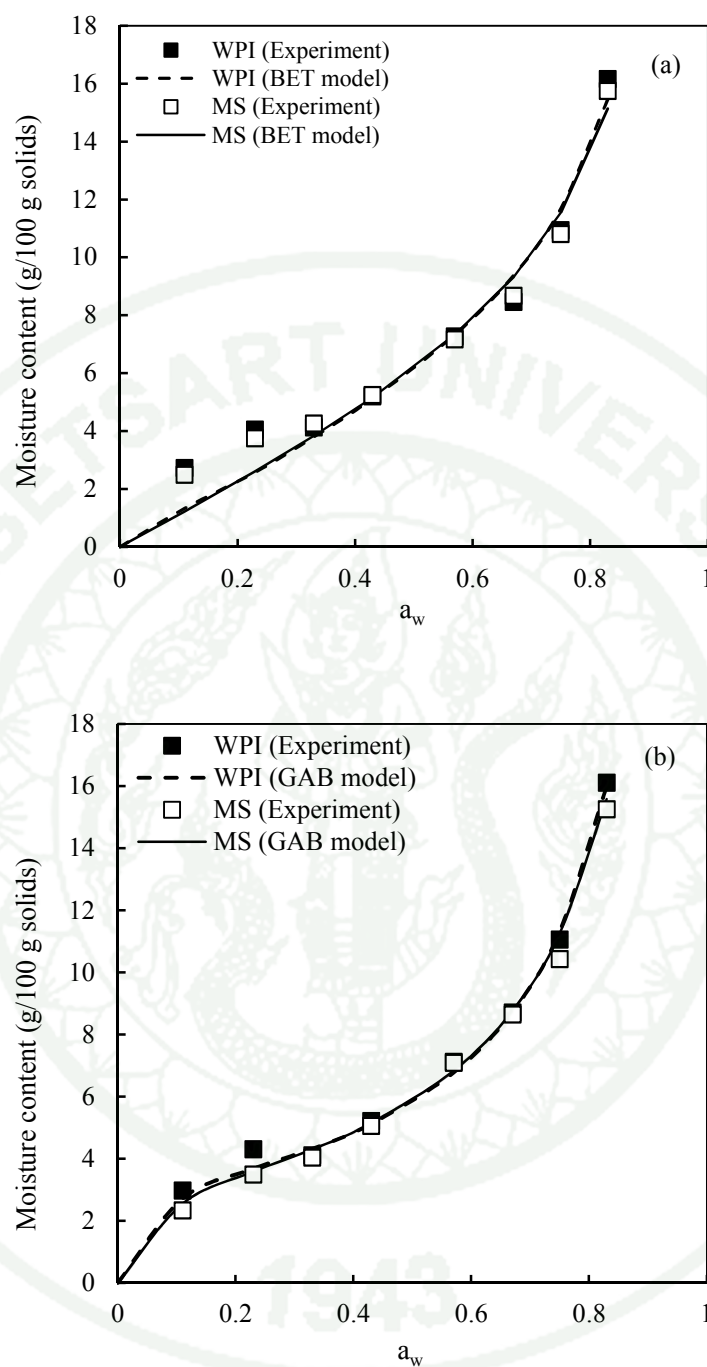 18
16
14
12
10
8
6
4
2
0
Moisture content (g/100 g solids)
WPI (Experiment)
WPI (BET model)
MS (Experiment)
MS (BET model)
(a)
0 0.2 0.4 0.6 0.8 1
a_w
18
16
14
12
10
8
6
4
2
0
Moisture content (g/100 g solids)
WPI (Experiment)
WPI (GAB model)
MS (Experiment)
MS (GAB model)
(b)
0 0.2 0.4 0.6 0.8 1
a_w
1943